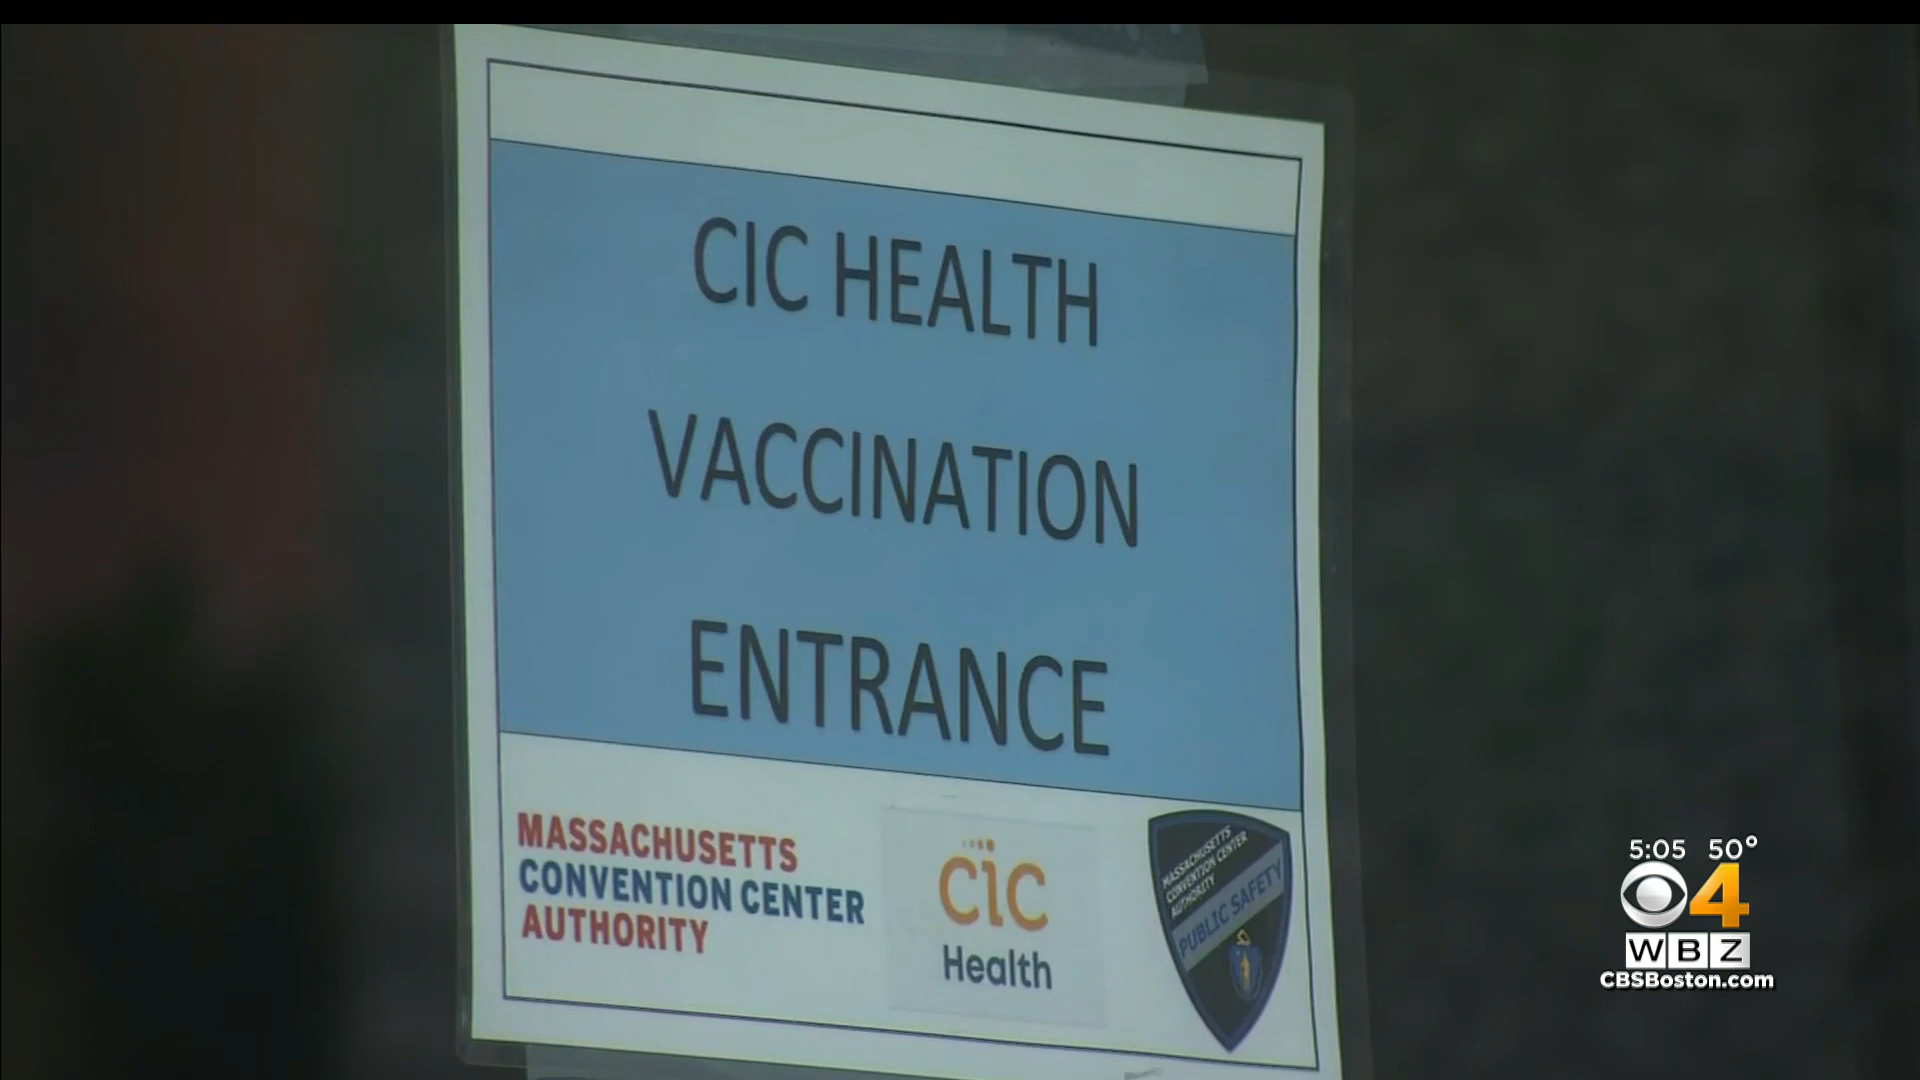 CIC HEALTH
VACCINATION
ENTRANCE
MASSACHUSETTS
CONVENTION CENTER
AUTHORITY
cic
Health
MASSACHUSETTS
CONVENTION CENTER
AUTHORITY
PUBLIC SAFETY
5:05 50°
4
WBZ
CBSBoston.com